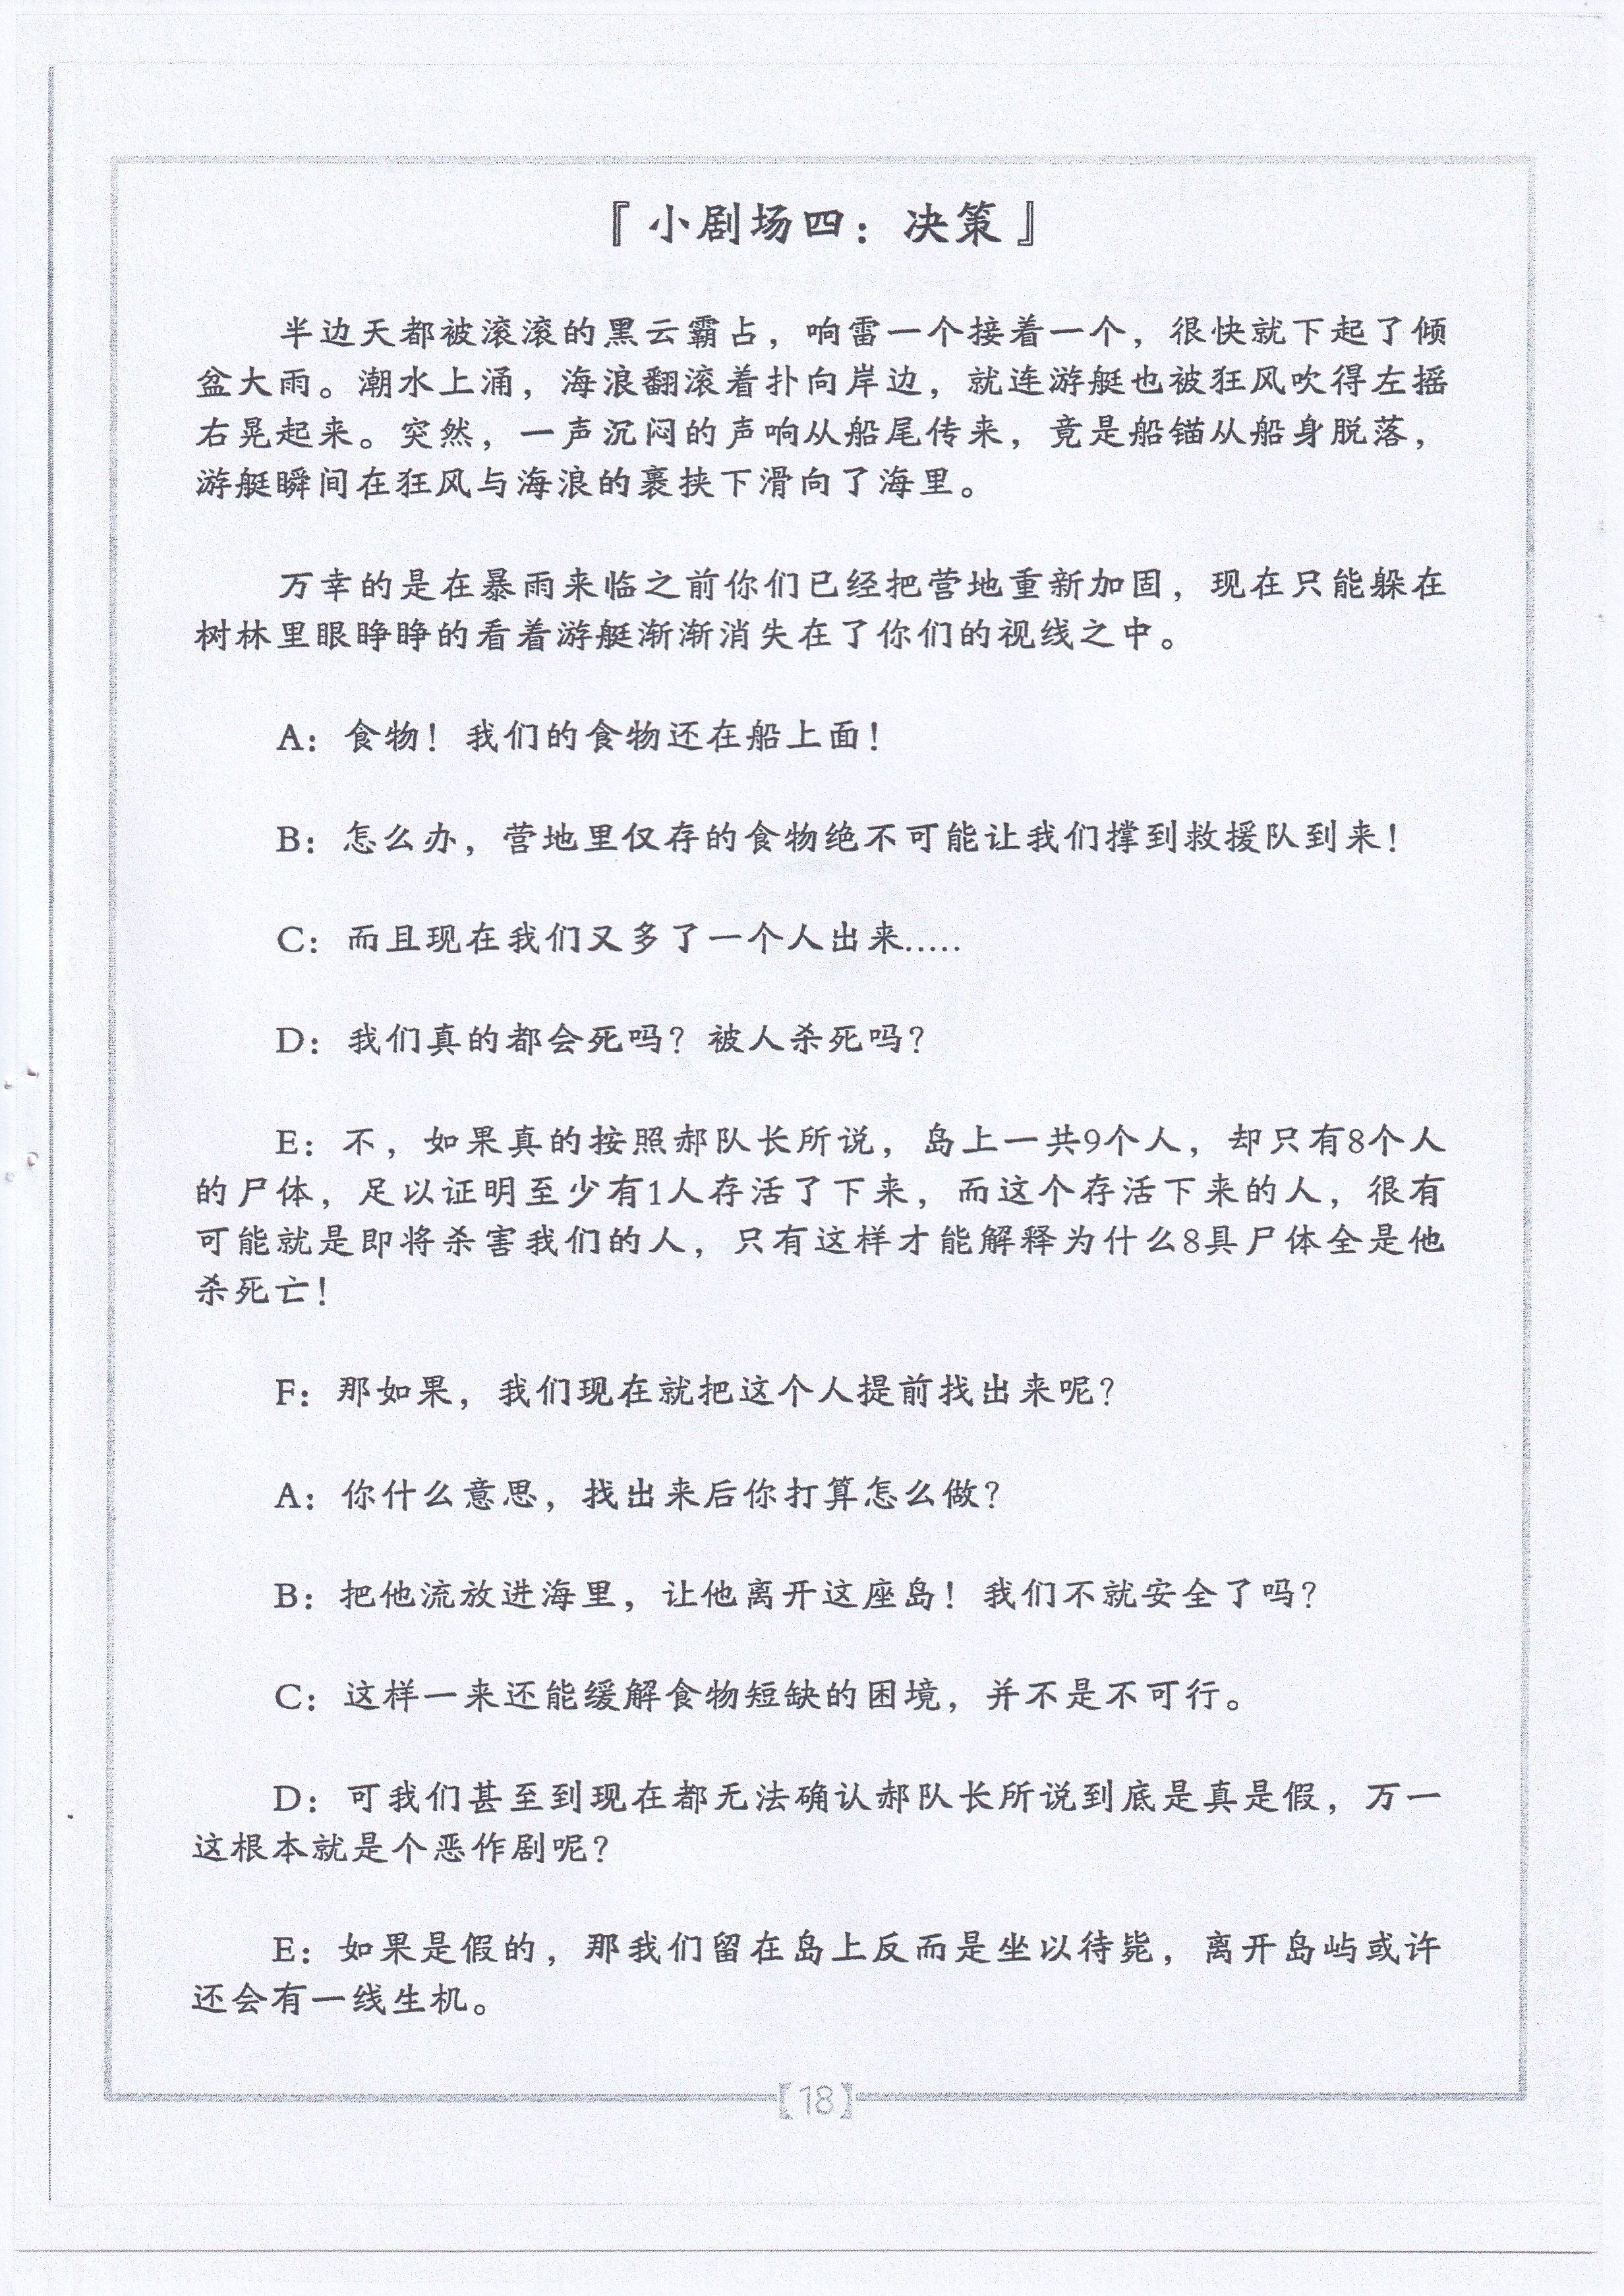 『小剧场四：决策』
半边天都被滚滚的黑云霸占，响雷一个接着一个，很快就下起了倾
盆大雨。潮水上涌，海浪翻滚着扑向岸边，就连游艇也被狂风吹得左摇
右晃起来。突然，一声沉闷的声响从船尾传来，竟是船锚从船身脱落，
游艇瞬间在狂风与海浪的裹挟下滑向了海里。
万幸的是在暴雨来临之前你们已经把营地重新加固，现在只能躲在
树林里眼睁睁的看着游艇渐渐消失在了你们的视线之中。
A：食物！我们的食物还在船上面！
B：怎么办，营地里仅存的食物绝不可能让我们撑到救援队到来！
C：而且现在我们又多了一个人出来.....
D：我们真的都会死吗？被人杀死吗？
E：不，如果真的按照郝队长所说，岛上一共9个人，却只有8个人
的尸体，足以证明至少有1人存活了下来，而这个存活下来的人，很有
可能就是即将杀害我们的人，只有这样才能解释为什么8具尸体全是他
杀死亡！
F：那如果，我们现在就把这个人提前找出来呢？
A：你什么意思，找出来后你打算怎么做？
B：把他流放进海里，让他离开这座岛！我们不就安全了吗？
C：这样一来还能缓解食物短缺的困境，并不是不可行。
D：可我们甚至到现在都无法确认郝队长所说到底是真是假，万一
这根本就是个恶作剧呢？
E：如果是假的，那我们留在岛上反而是坐以待毙，离开岛屿或许
还会有一线生机。
【18】